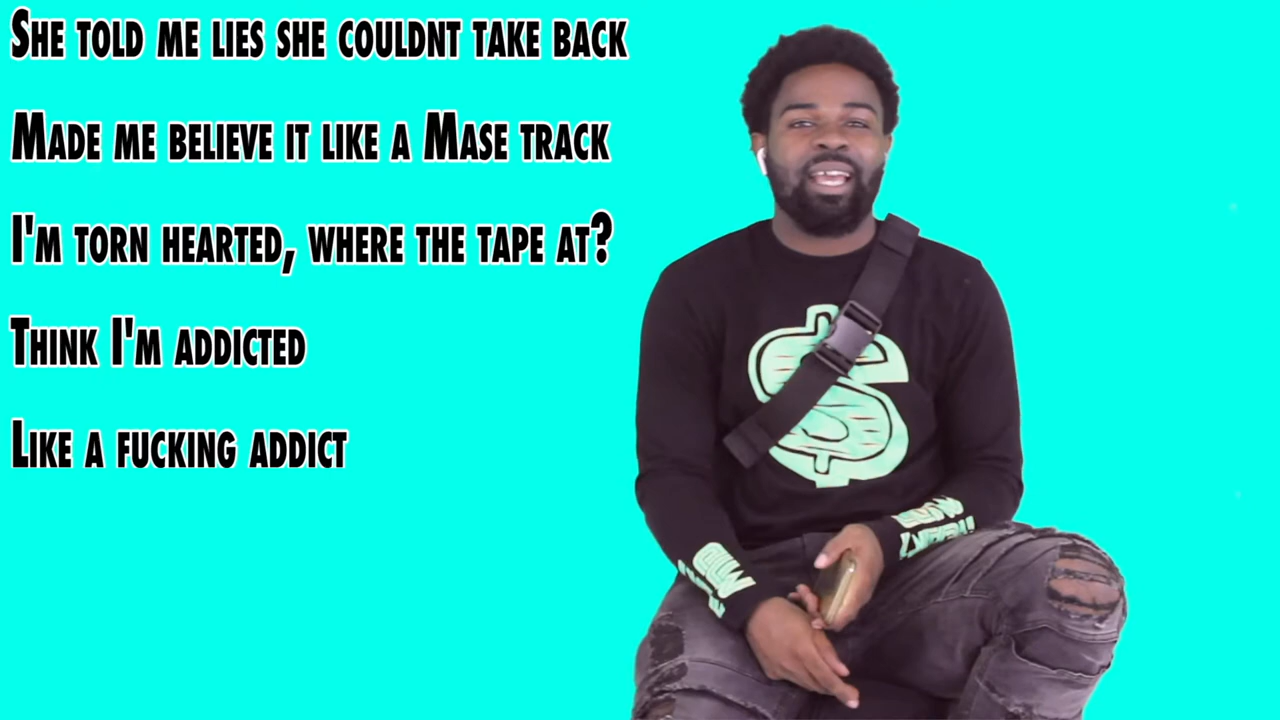 She told me lies she couldnt take back
Made me believe it like a Mase track
I'm torn hearted, where the tape at?
Think I'm addicted
Like a fucking addict